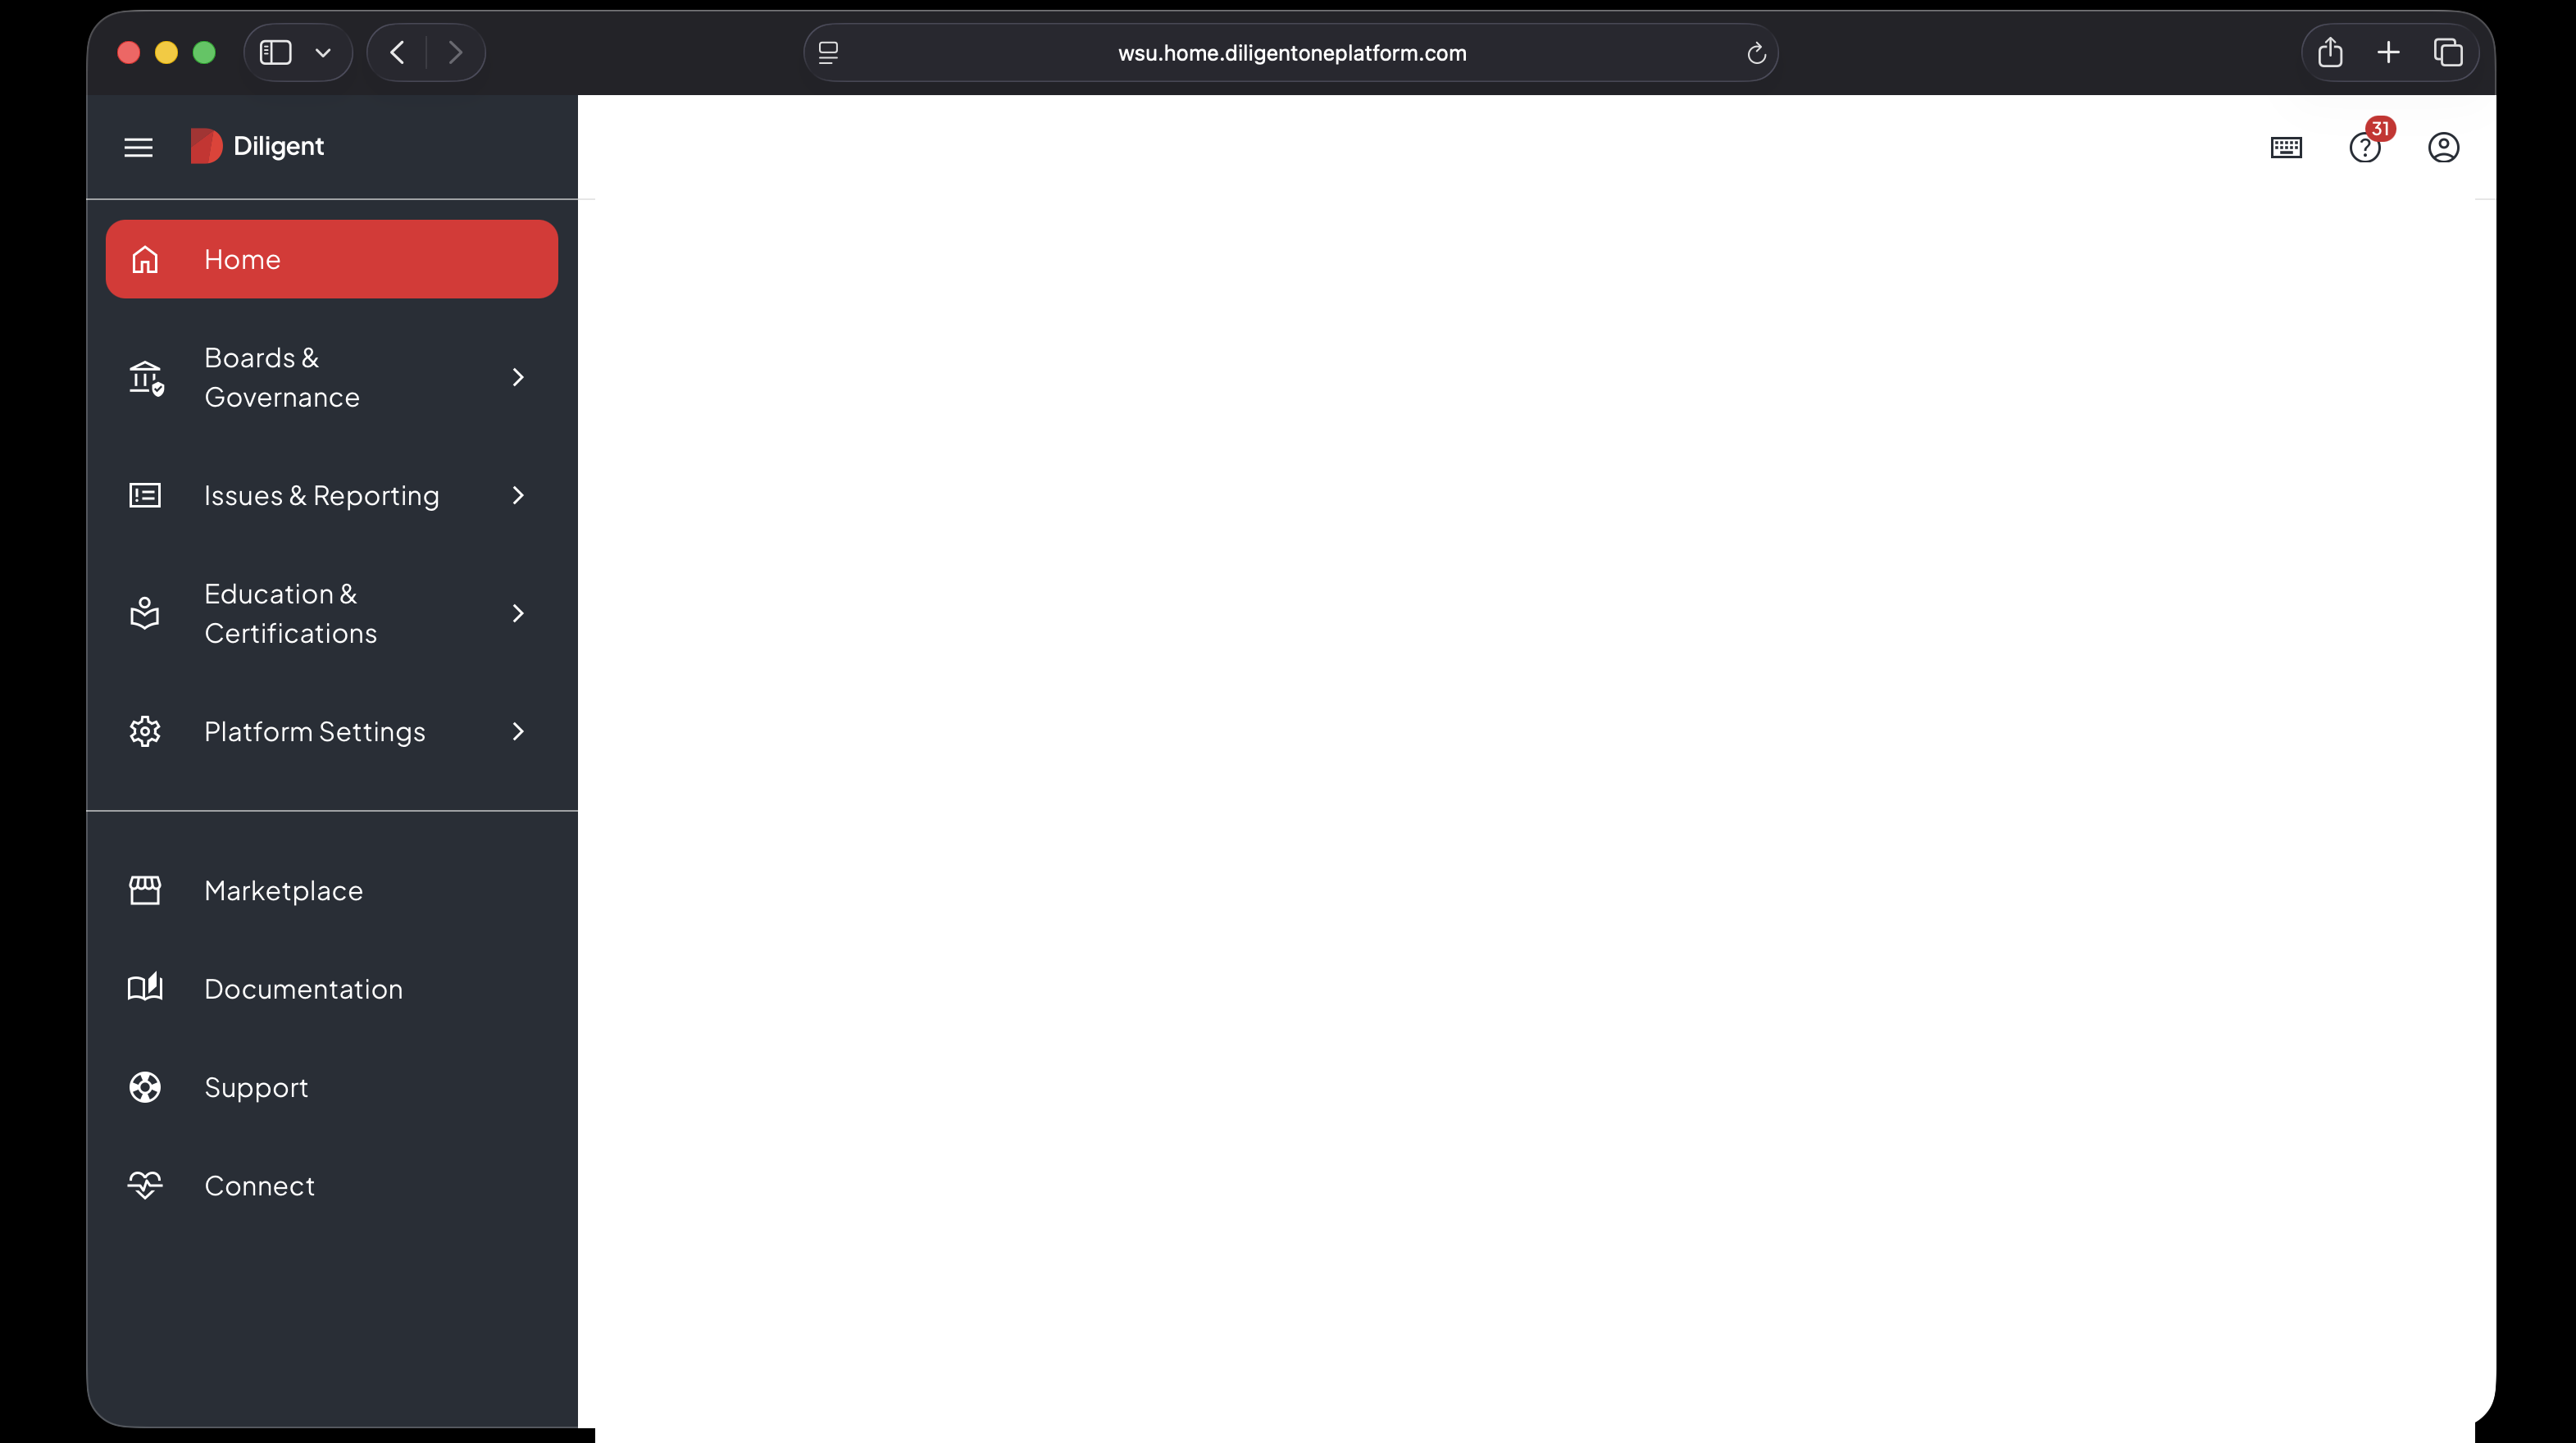 wsu.home.diligentoneplatform.com
Diligent
31
Home
Boards &
Governance
Issues & Reporting
Education &
Certifications
Platform Settings
Marketplace
Documentation
Support
Connect